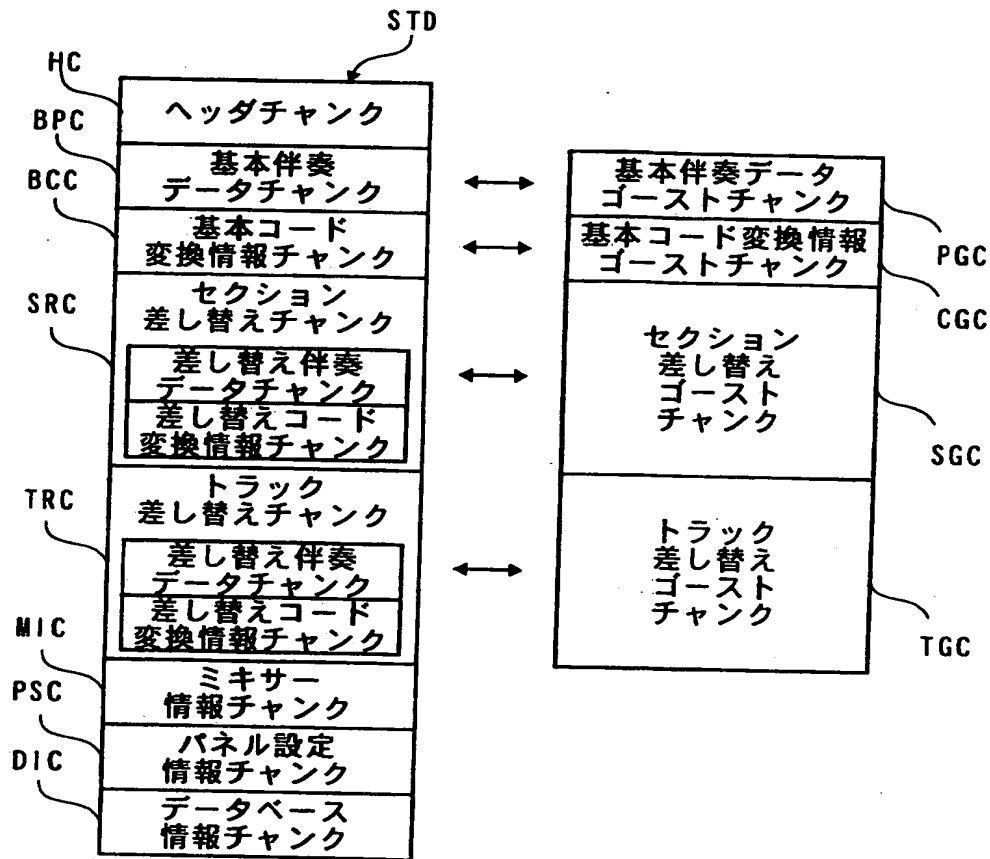 STD
HC
ヘッダチャンク
BPC
基本伴奏
データチャンク
BCC
基本コード
変換情報チャンク
SRC
セクション
差し替えチャンク
差し替え伴奏
データチャンク
差し替えコード
変換情報チャンク
TRC
トラック
差し替えチャンク
差し替え伴奏
データチャンク
差し替えコード
変換情報チャンク
MIC
ミキサー
情報チャンク
PSC
パネル設定
情報チャンク
DIC
データベース
情報チャンク
基本伴奏データ
ゴーストチャンク
PGC
基本コード変換情報
ゴーストチャンク
CGC
セクション
差し替え
ゴースト
チャンク
SGC
トラック
差し替え
ゴースト
チャンク
TGC